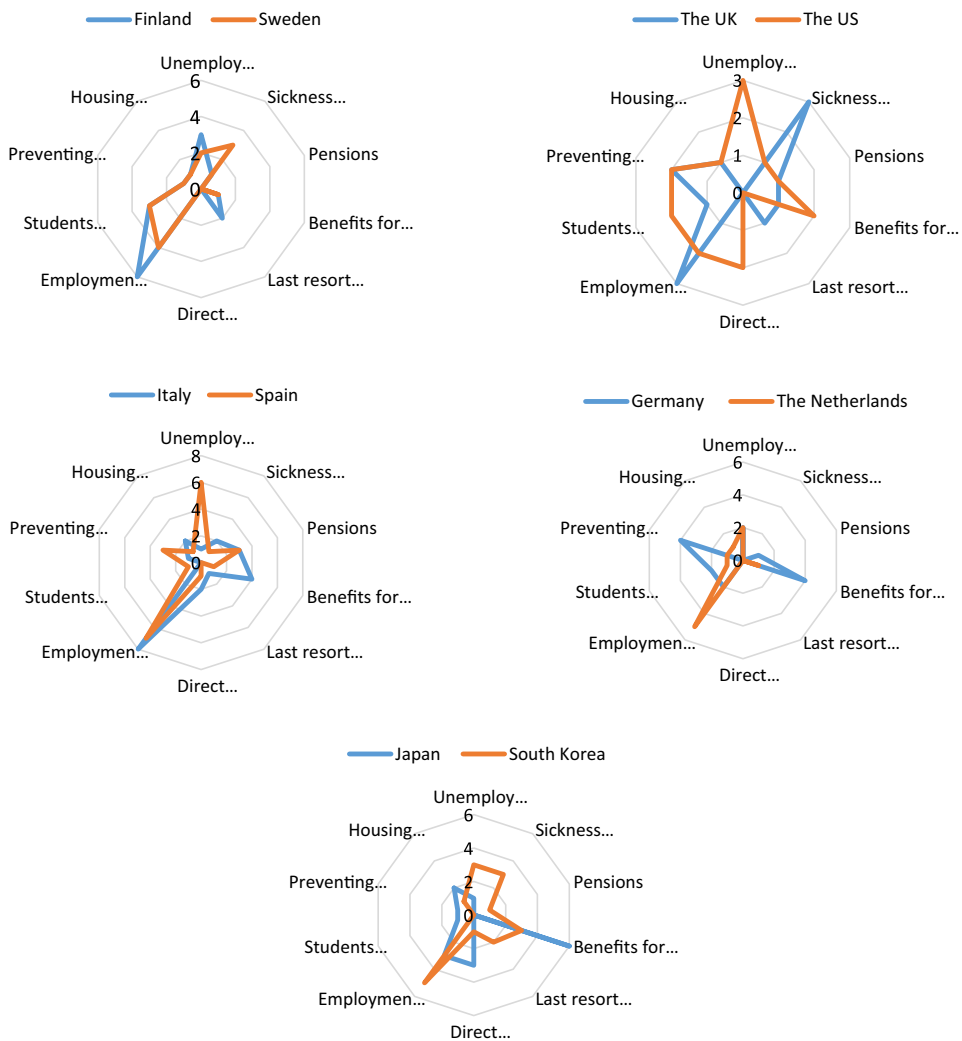 Finland Sweden
Unemploy...
Sickness...
Pensions
Benefits for...
Last resort...
Direct...
Employmen...
Students...
Preventing...
Housing...
6
4
2
0
The UK The US
Unemploy...
Sickness...
Pensions
Benefits for...
Last resort...
Direct...
Employmen...
Students...
Preventing...
Housing...
3
2
1
0
Italy Spain
Unemploy...
Sickness...
Pensions
Benefits for...
Last resort...
Direct...
Employmen...
Students...
Preventing...
Housing...
8
6
4
2
0
Germany The Netherlands
Unemploy...
Sickness...
Pensions
Benefits for...
Last resort...
Direct...
Employmen...
Students...
Preventing...
Housing...
6
4
2
0
Japan South Korea
Unemploy...
Sickness...
Pensions
Benefits for...
Last resort...
Direct...
Employmen...
Students...
Preventing...
Housing...
6
4
2
0